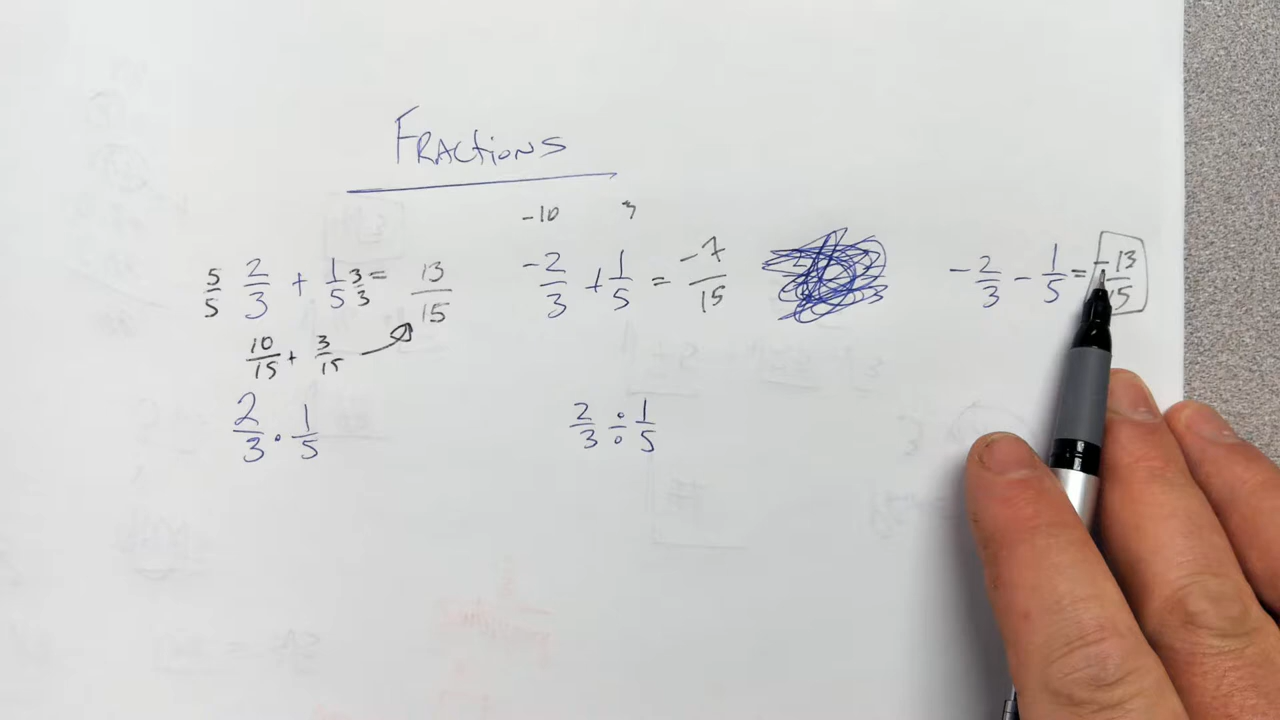 FRACTIONS
-10 3
5/5 2/3 + 1/5 3/3 = 13/15
-2/3 + 1/5 = -7/15
-2/3 - 1/5 = -13/15
10/15 + 3/15
2/3 · 1/5
2/3 ÷ 1/5